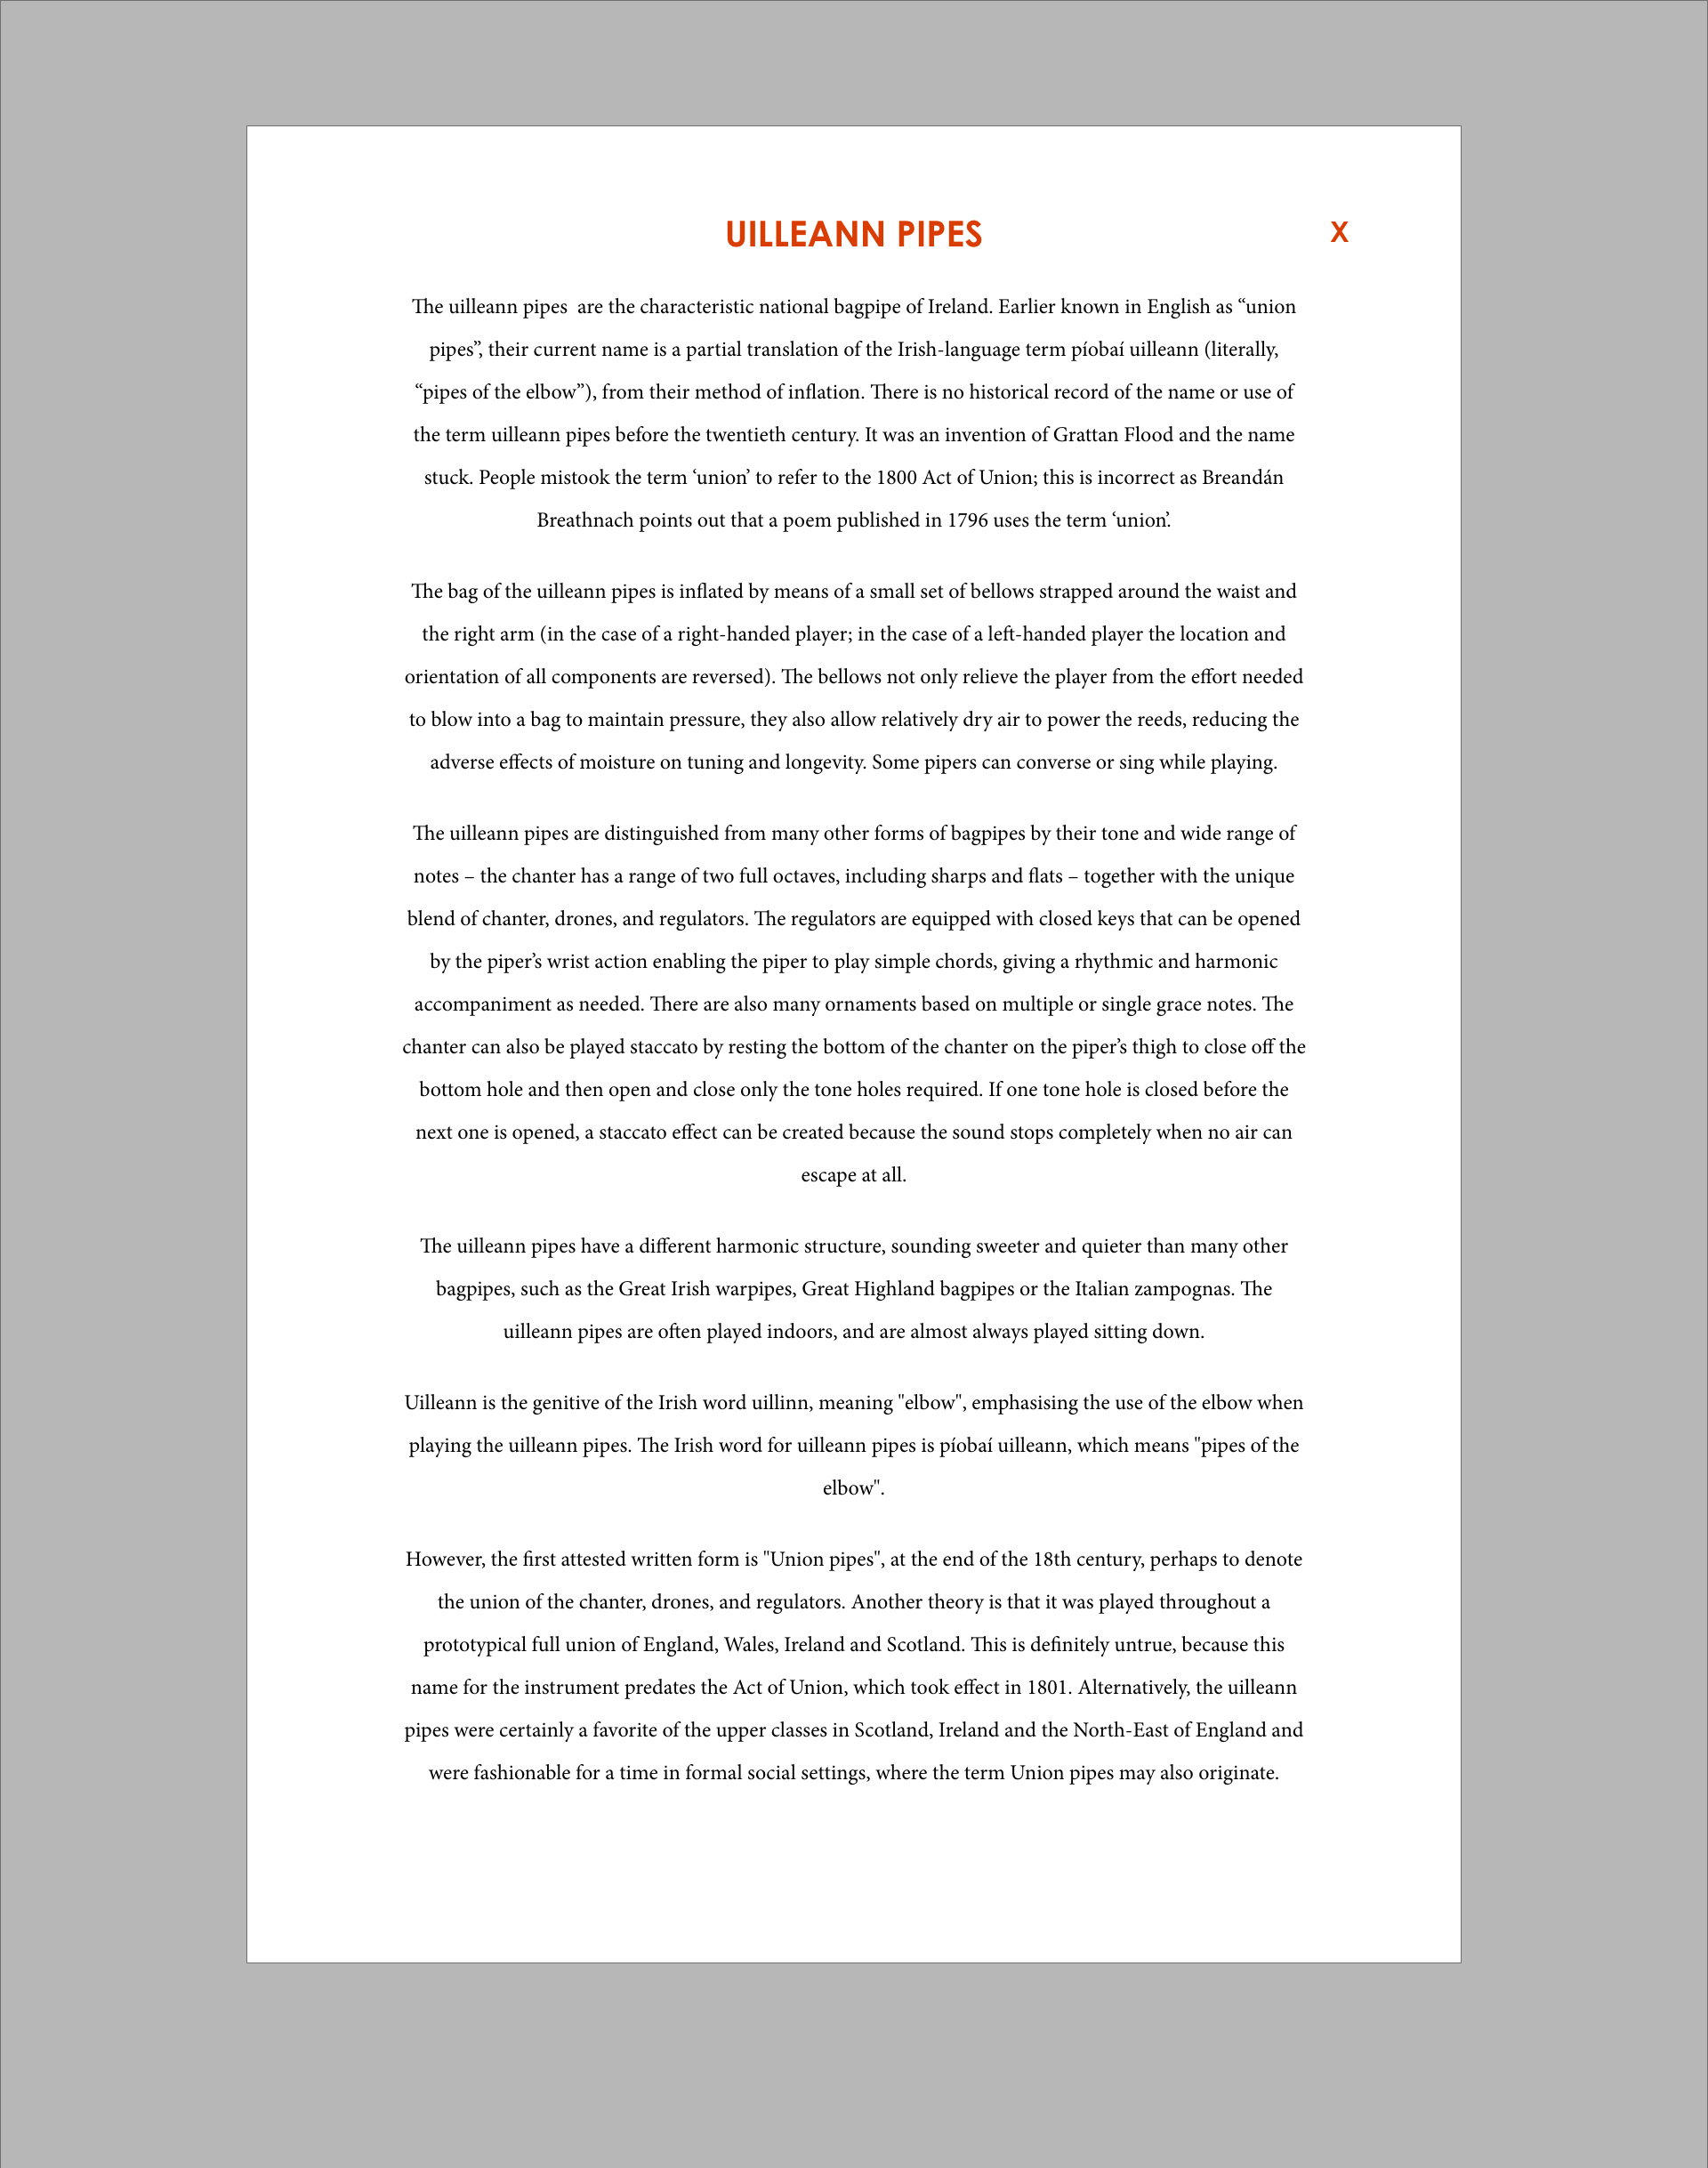 UILLEANN PIPES
X
The uilleann pipes  are the characteristic national bagpipe of Ireland. Earlier known in English as “union
pipes”, their current name is a partial translation of the Irish-language term píobaí uilleann (literally,
“pipes of the elbow”), from their method of inflation. There is no historical record of the name or use of
the term uilleann pipes before the twentieth century. It was an invention of Grattan Flood and the name
stuck. People mistook the term ‘union’ to refer to the 1800 Act of Union; this is incorrect as Breandán
Breathnach points out that a poem published in 1796 uses the term ‘union’.
The bag of the uilleann pipes is inflated by means of a small set of bellows strapped around the waist and
the right arm (in the case of a right-handed player; in the case of a left-handed player the location and
orientation of all components are reversed). The bellows not only relieve the player from the effort needed
to blow into a bag to maintain pressure, they also allow relatively dry air to power the reeds, reducing the
adverse effects of moisture on tuning and longevity. Some pipers can converse or sing while playing.
The uilleann pipes are distinguished from many other forms of bagpipes by their tone and wide range of
notes – the chanter has a range of two full octaves, including sharps and flats – together with the unique
blend of chanter, drones, and regulators. The regulators are equipped with closed keys that can be opened
by the piper’s wrist action enabling the piper to play simple chords, giving a rhythmic and harmonic
accompaniment as needed. There are also many ornaments based on multiple or single grace notes. The
chanter can also be played staccato by resting the bottom of the chanter on the piper’s thigh to close off the
bottom hole and then open and close only the tone holes required. If one tone hole is closed before the
next one is opened, a staccato effect can be created because the sound stops completely when no air can
escape at all.
The uilleann pipes have a different harmonic structure, sounding sweeter and quieter than many other
bagpipes, such as the Great Irish warpipes, Great Highland bagpipes or the Italian zampognas. The
uilleann pipes are often played indoors, and are almost always played sitting down.
Uilleann is the genitive of the Irish word uillinn, meaning "elbow", emphasising the use of the elbow when
playing the uilleann pipes. The Irish word for uilleann pipes is píobaí uilleann, which means "pipes of the
elbow".
However, the first attested written form is "Union pipes", at the end of the 18th century, perhaps to denote
the union of the chanter, drones, and regulators. Another theory is that it was played throughout a
prototypical full union of England, Wales, Ireland and Scotland. This is definitely untrue, because this
name for the instrument predates the Act of Union, which took effect in 1801. Alternatively, the uilleann
pipes were certainly a favorite of the upper classes in Scotland, Ireland and the North-East of England and
were fashionable for a time in formal social settings, where the term Union pipes may also originate.